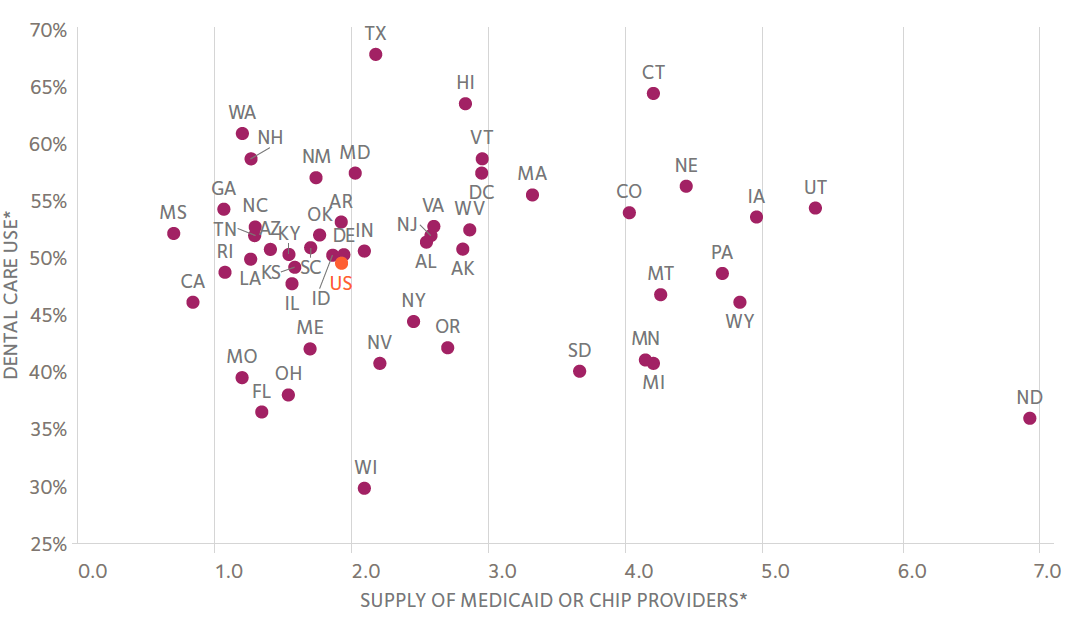 70%
TX
CT
65%
HI
WA
60%
NH
VT
NM MD
MA
NE
55%
GA
DC
CO
IA
UT
MS
NC
AR
VA
WV
TN
AZ
KY
OK
DE
IN
NJ
50%
RI
LA
KS
SC
AL
AK
PA
CA
ID
US
MT
IL
NY
WY
45%
ME
OR
NV
MN
SD
MO
40%
OH
MI
FL
ND
35%
WI
30%
25%
DENTAL CARE USE*
0.0 1.0 2.0 3.0 4.0 5.0 6.0 7.0
SUPPLY OF MEDICAID OR CHIP PROVIDERS*